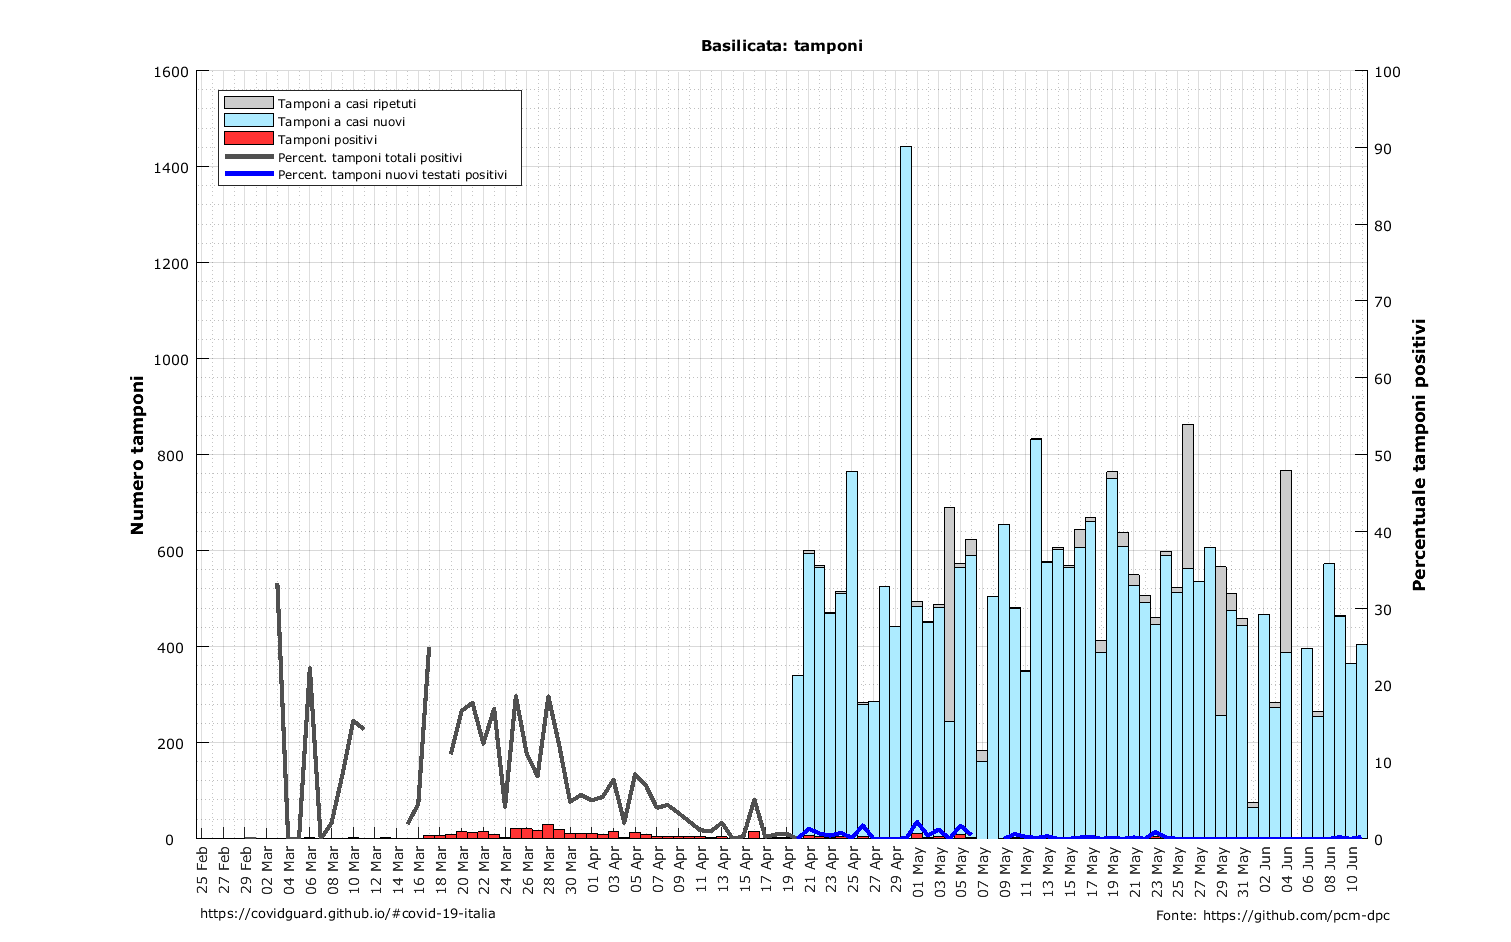 Basilicata: tamponi
1600
1400
1200
1000
800
600
400
200
0
Numero tamponi
Tamponi a casi ripetuti
Tamponi a casi nuovi
Tamponi positivi
Percent. tamponi totali positivi
Percent. tamponi nuovi testati positivi
100
90
80
70
60
50
40
30
20
10
0
Percentuale tamponi positivi
25 Feb
27 Feb
29 Feb
02 Mar
04 Mar
06 Mar
08 Mar
10 Mar
12 Mar
14 Mar
16 Mar
18 Mar
20 Mar
22 Mar
24 Mar
26 Mar
28 Mar
30 Mar
01 Apr
03 Apr
05 Apr
07 Apr
09 Apr
11 Apr
13 Apr
15 Apr
17 Apr
19 Apr
21 Apr
23 Apr
25 Apr
27 Apr
29 Apr
01 May
03 May
05 May
07 May
09 May
11 May
13 May
15 May
17 May
19 May
21 May
23 May
25 May
27 May
29 May
31 May
02 Jun
04 Jun
06 Jun
08 Jun
10 Jun
https://covidguard.github.io/#covid-19-italia
Fonte: https://github.com/pcm-dpc